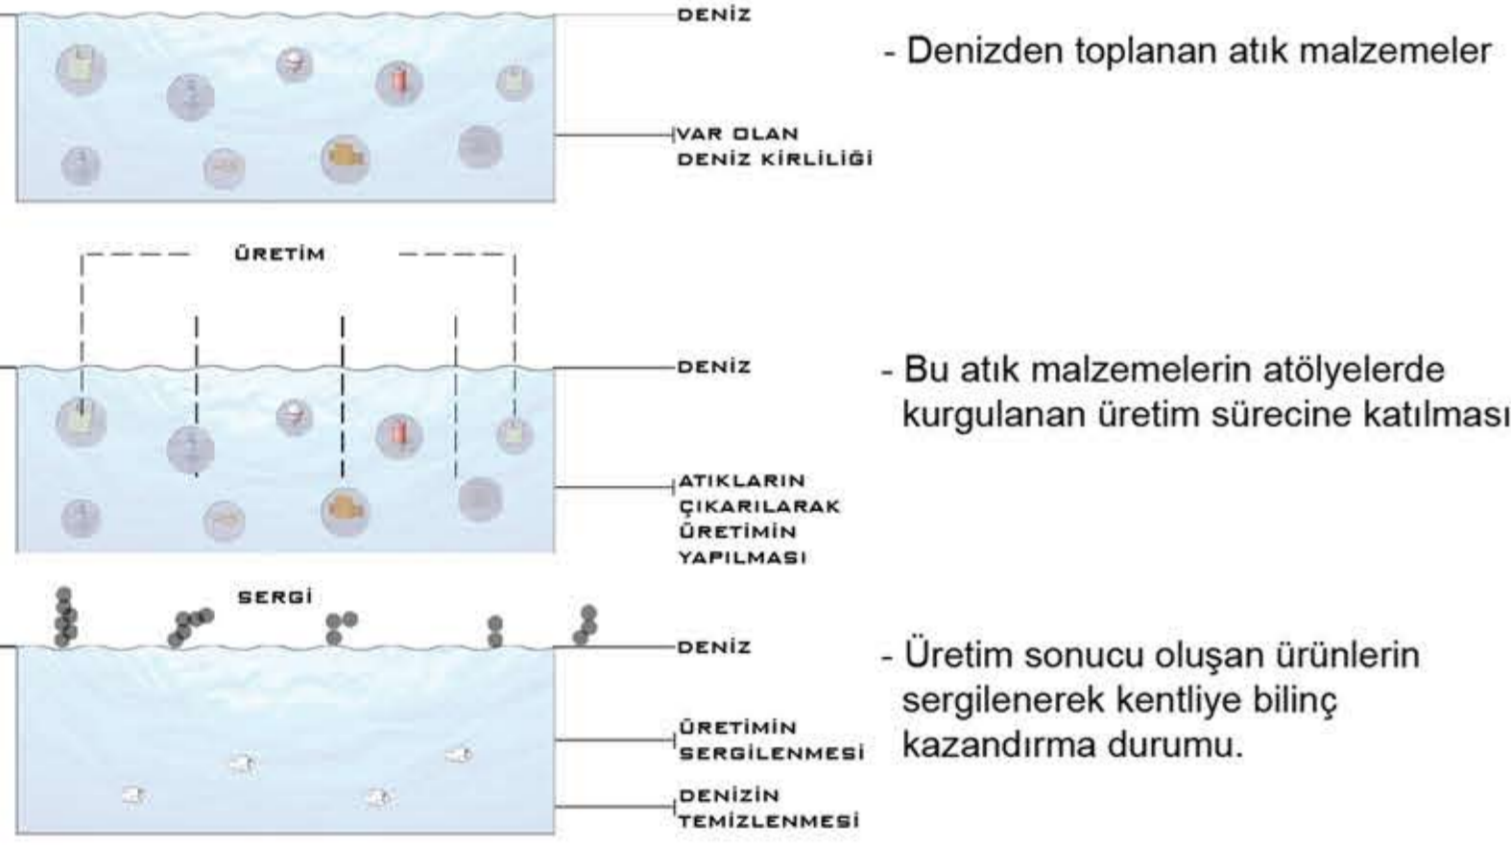 DENİZ
- Denizden toplanan atık malzemeler
VAR OLAN
DENİZ KİRLİLİĞİ
ÜRETİM
DENİZ
- Bu atık malzemelerin atölyelerde
kurgulanan üretim sürecine katılması
ATIKLARIN
ÇIKARILARAK
ÜRETİMİN
YAPILMASI
SERGİ
DENİZ
- Üretim sonucu oluşan ürünlerin
sergilenerek kentliye bilinç
kazandırma durumu.
ÜRETİMİN
SERGİLENMESİ
DENİZİN
TEMİZLENMESİ